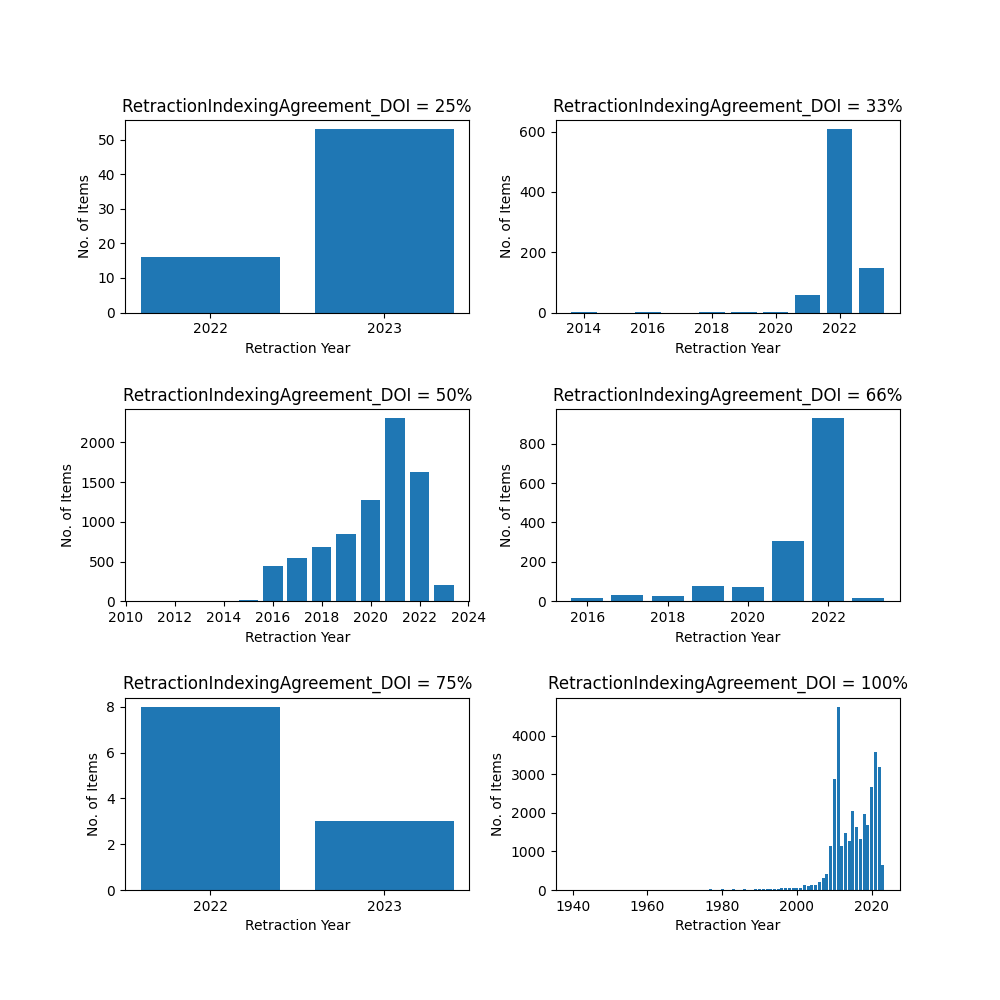 RetractionIndexingAgreement_DOI = 25%
50
40
30
20
10
0
No. of Items
2022 2023
Retraction Year
RetractionIndexingAgreement_DOI = 33%
600
400
200
0
No. of Items
2014 2016 2018 2020 2022
Retraction Year
RetractionIndexingAgreement_DOI = 50%
2000
1500
1000
500
0
No. of Items
2010 2012 2014 2016 2018 2020 2022 2024
Retraction Year
RetractionIndexingAgreement_DOI = 66%
800
600
400
200
0
No. of Items
2016 2018 2020 2022
Retraction Year
RetractionIndexingAgreement_DOI = 75%
8
6
4
2
0
No. of Items
2022 2023
Retraction Year
RetractionIndexingAgreement_DOI = 100%
4000
3000
2000
1000
0
No. of Items
1940 1960 1980 2000 2020
Retraction Year